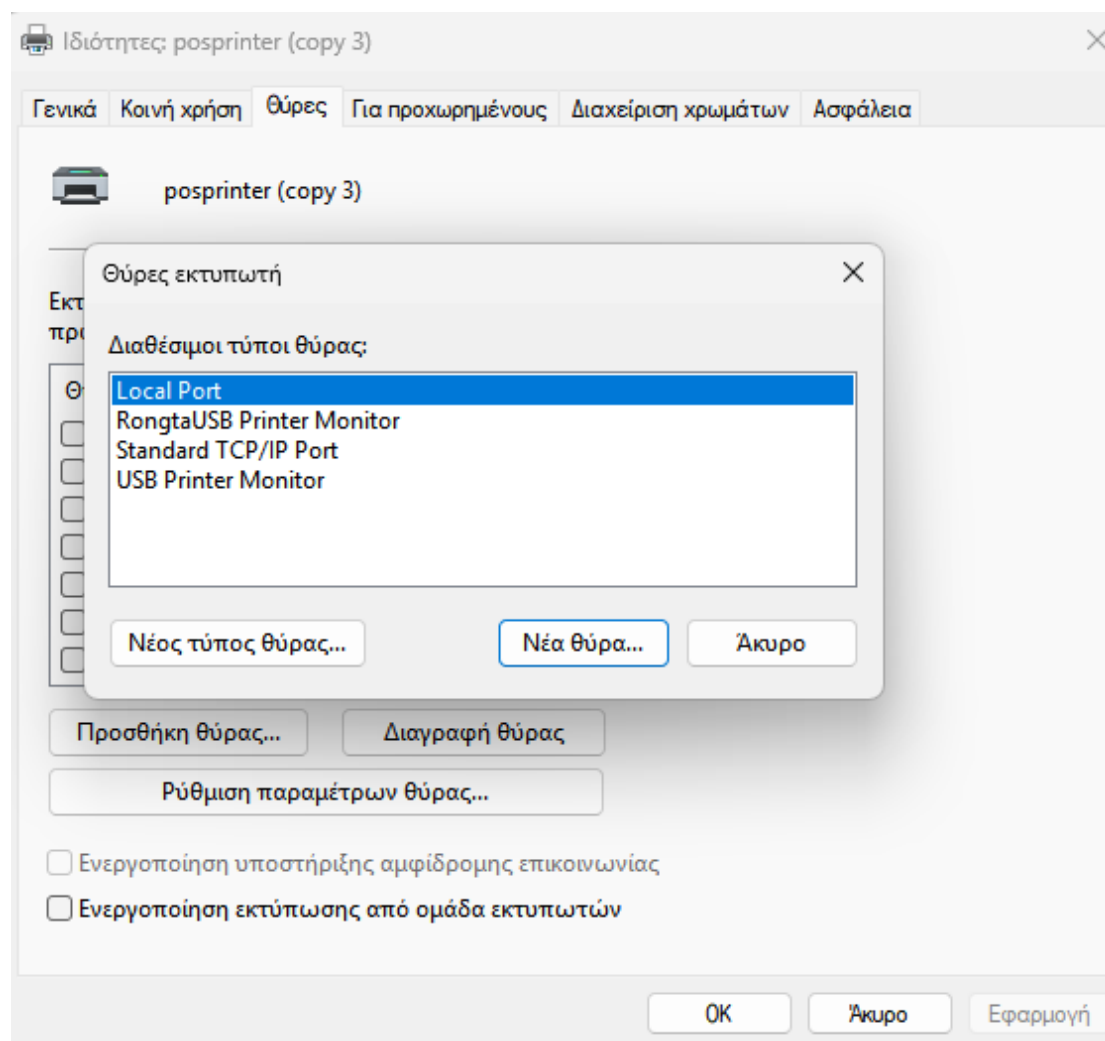 Ιδιότητες: posprinter (copy 3)
Γενικά Κοινή χρήση Θύρες Για προχωρημένους Διαχείριση χρωμάτων Ασφάλεια
posprinter (copy 3)
Θύρες εκτυπωτή
Διαθέσιμοι τύποι θύρας:
Local Port
RongtaUSB Printer Monitor
Standard TCP/IP Port
USB Printer Monitor
Νέος τύπος θύρας... Νέα θύρα... Άκυρο
Προσθήκη θύρας... Διαγραφή θύρας
Ρύθμιση παραμέτρων θύρας...
Ενεργοποίηση υποστήριξης αμφίδρομης επικοινωνίας
Ενεργοποίηση εκτύπωσης από ομάδα εκτυπωτών
OK Άκυρο Εφαρμογή